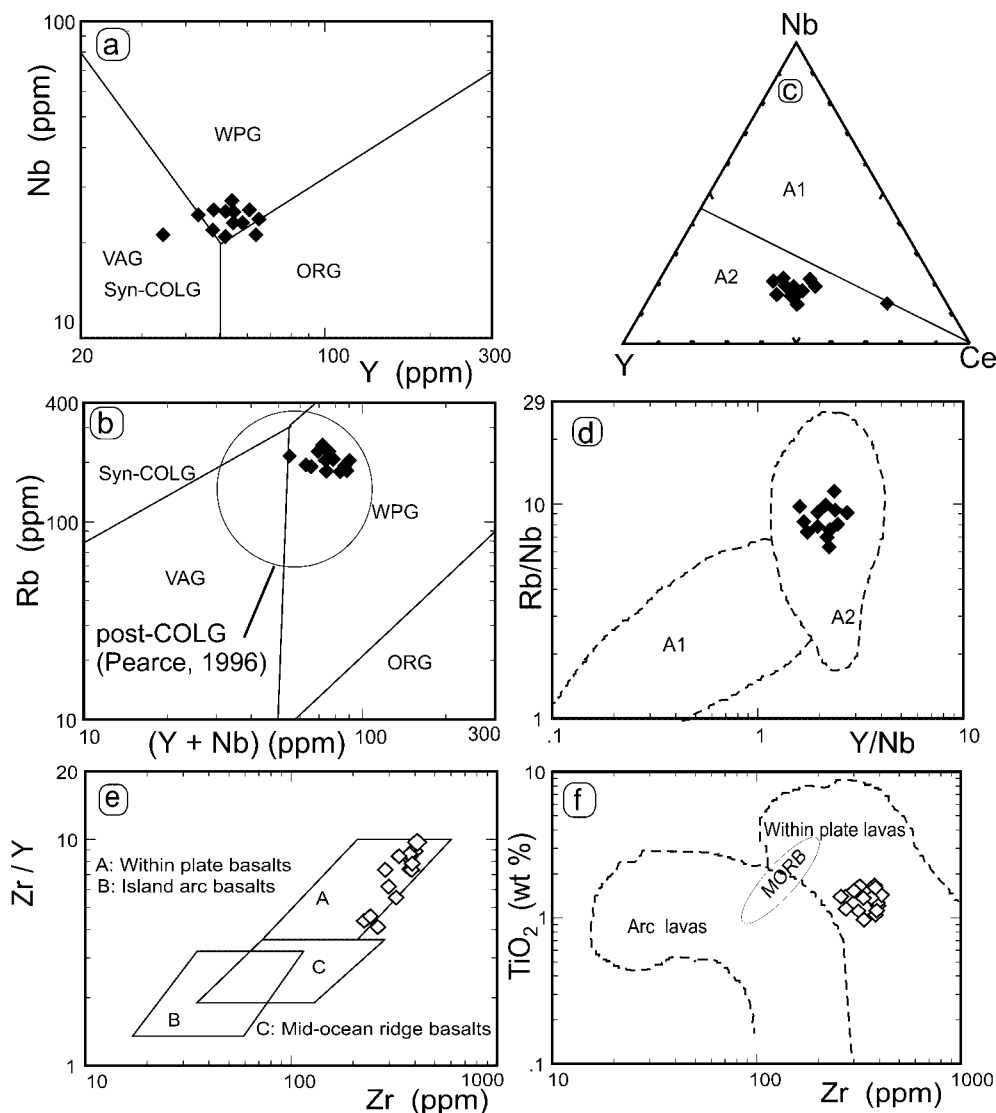 a
100
Nb (ppm)
WPG
VAG
Syn-COLG
ORG
10
20
100
300
Y (ppm)
Nb
c
A1
A2
Y
Ce
b
400
Syn-COLG
100
Rb (ppm)
WPG
VAG
post-COLG
(Pearce, 1996)
ORG
10
10
(Y + Nb) (ppm)
100
300
29
d
10
Rb/Nb
A1
A2
1
.1
1
Y/Nb
10
e
20
10
Zr / Y
A: Within plate basalts
B: Island arc basalts
A
C
B
C: Mid-ocean ridge basalts
1
10
100
1000
Zr (ppm)
10
f
Within plate lavas
MORB
TiO2 (wt %)
1
Arc lavas
.1
10
100
1000
Zr (ppm)